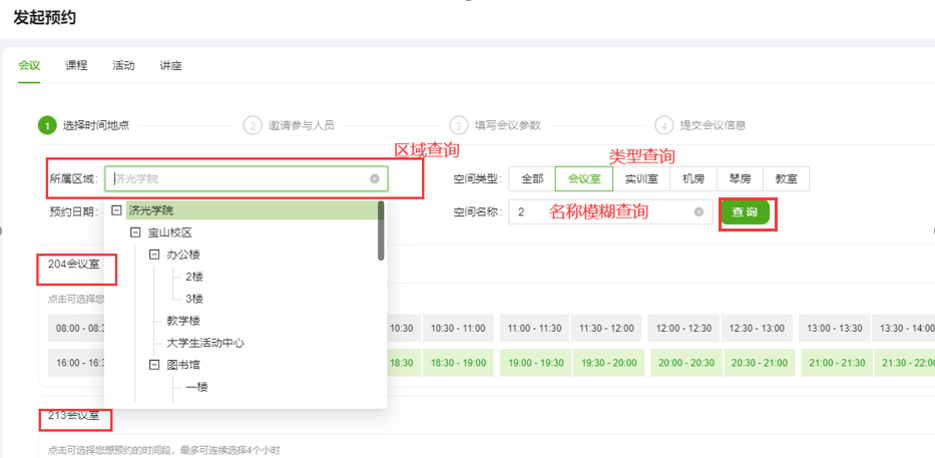 发起预约
会议 课程 活动 讲座
1 选择时间地点 2 邀请参与人员 3 填写会议参数 4 提交会议信息
区域查询 类型查询
所属区域: 济光学院 空间类型: 全部 会议室 实训室 机房 琴房 教室
预约日期: 济光学院 空间名称: 2 名称模糊查询 查询
宝山校区
办公楼
2楼
3楼
教学楼
大学生活动中心
图书馆
一楼
204会议室
点击可选择您
08:00 - 08:3 10:30 10:30 - 11:00 11:00 - 11:30 11:30 - 12:00 12:00 - 12:30 12:30 - 13:00 13:00 - 13:30 13:30 - 14:00
16:00 - 16:3 18:30 18:30 - 19:00 19:00 - 19:30 19:30 - 20:00 20:00 - 20:30 20:30 - 21:00 21:00 - 21:30 21:30 - 22:00
213会议室
点击可选择您想预约的时间段，最多可连续选择4个小时